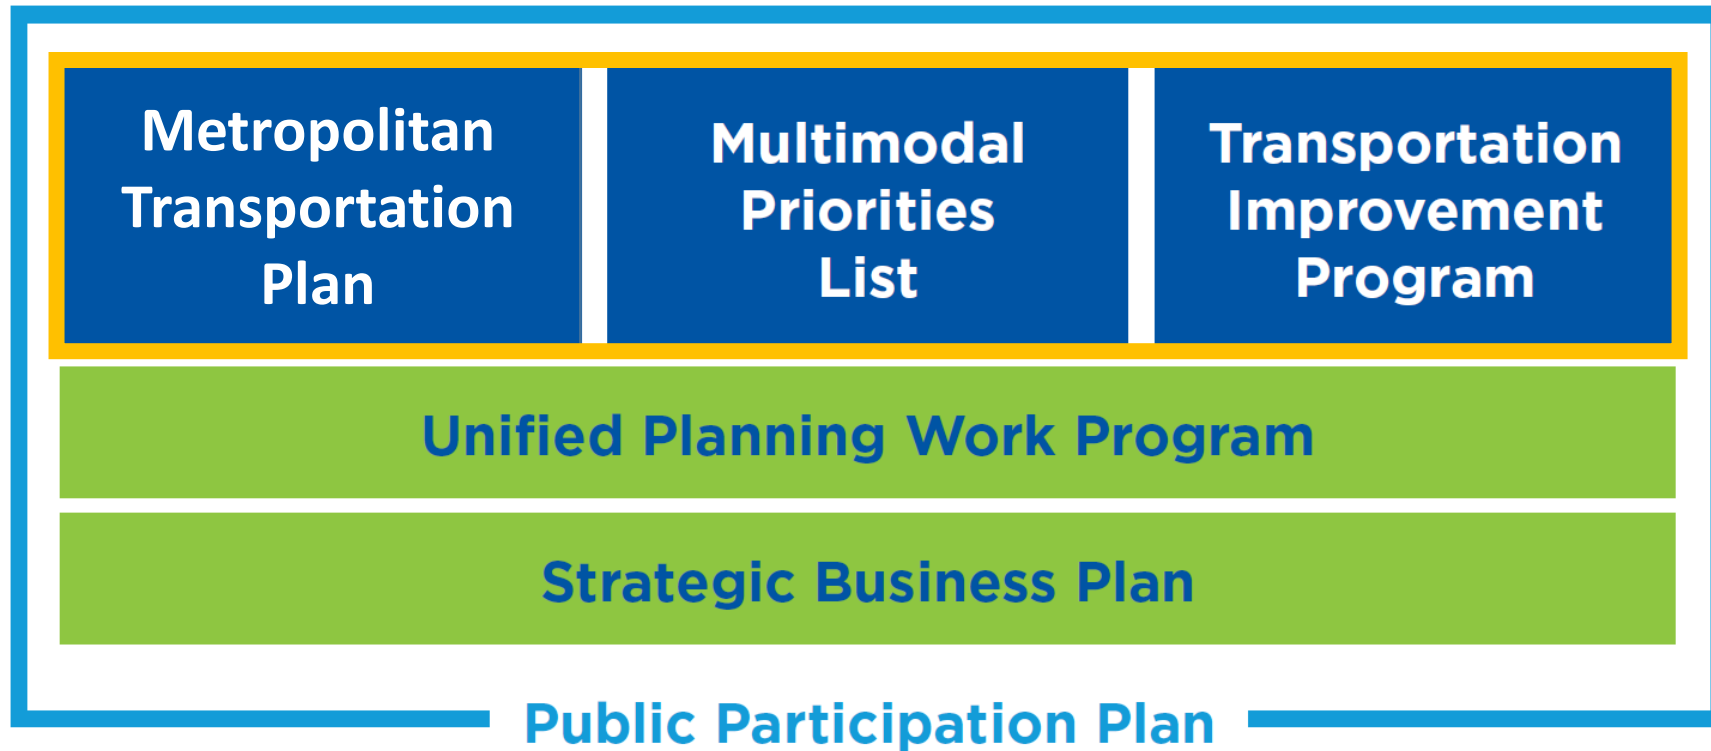 Metropolitan
Transportation
Plan
Multimodal
Priorities
List
Transportation
Improvement
Program
Unified Planning Work Program
Strategic Business Plan
Public Participation Plan